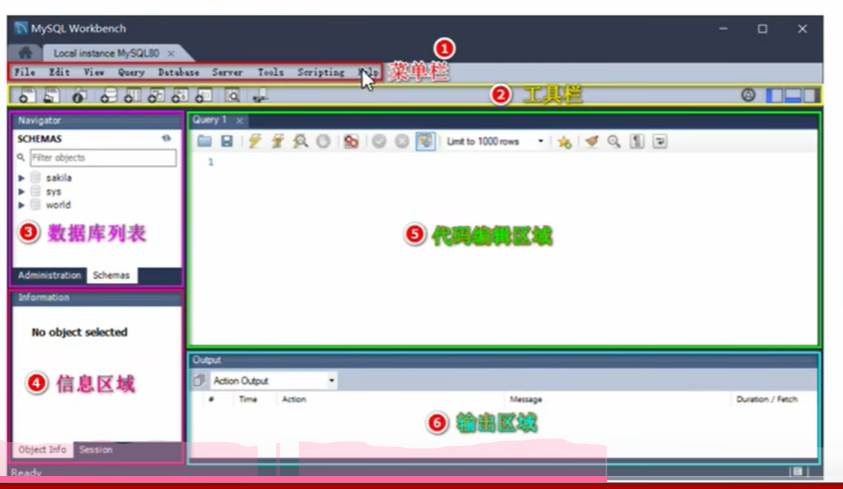 MySQL Workbench
Local instance MySQL80 ×
1
File Edit View Query Database Server Tools Scripting Help 菜单栏
2 工具栏
Navigator
SCHEMAS
Filter objects
sakila
sys
world
3 数据库列表
Administration Schemas
Information
No object selected
4 信息区域
Object Info Session
Query 1 ×
Limit to 1000 rows
1
5 代码编辑区域
Output
Action Output
# Time Action Message Duration / Fetch
6 输出区域
Ready